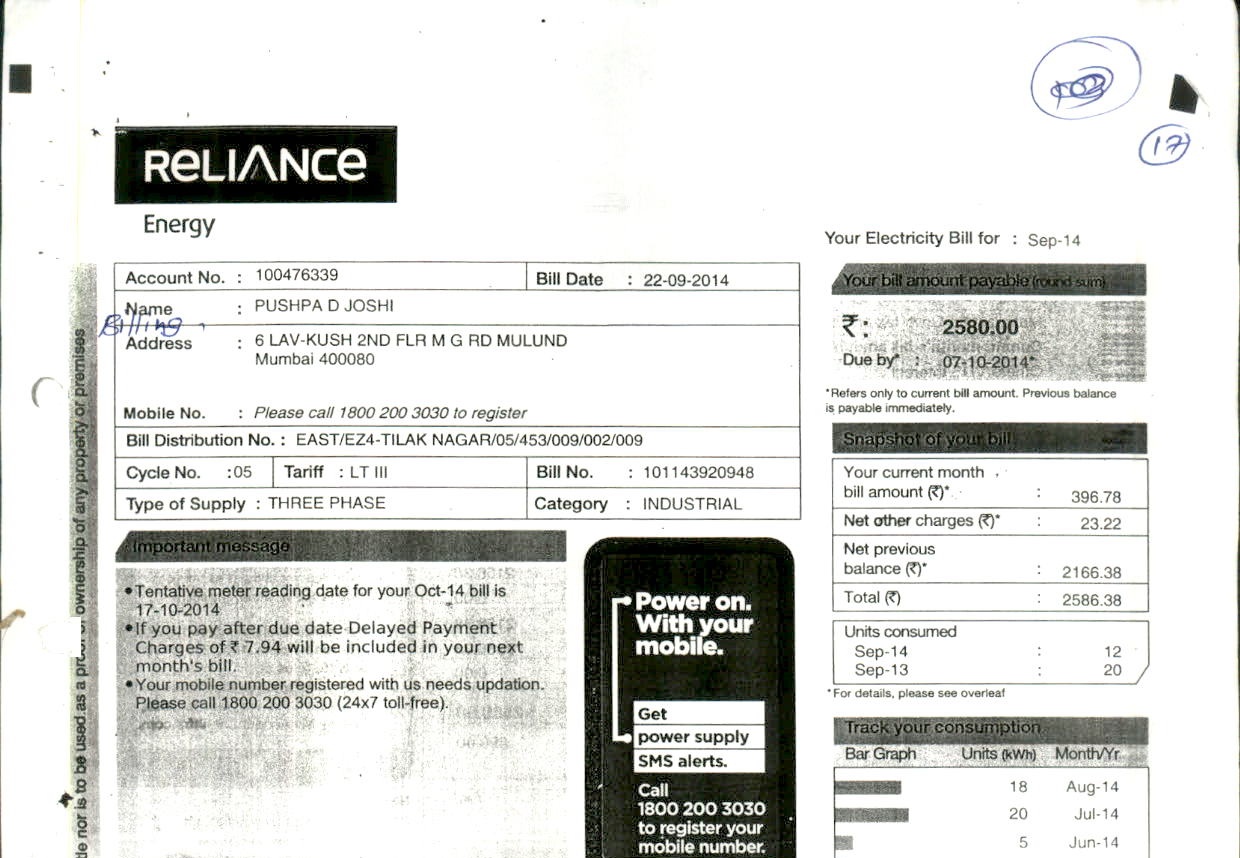 17
RELIANCE
Energy
Your Electricity Bill for : Sep-14
Account No. : 100476339
Bill Date : 22-09-2014
Name : PUSHPA D JOSHI
Billing
Address : 6 LAV-KUSH 2ND FLR M G RD MULUND
Mumbai 400080
Mobile No. : Please call 1800 200 3030 to register
Bill Distribution No. : EAST/EZ4-TILAK NAGAR/05/453/009/002/009
Cycle No. :05 Tariff : LT III Bill No. : 101143920948
Type of Supply : THREE PHASE Category : INDUSTRIAL
Your bill amount payable (round sum)
₹ : 2580.00
Due by* : 07-10-2014*
*Refers only to current bill amount. Previous balance
is payable immediately.
Snapshot of your bill
Your current month
bill amount (₹)* : 396.78
Net other charges (₹)* : 23.22
Net previous
balance (₹)* : 2166.38
Total (₹) : 2586.38
Units consumed
Sep-14 : 12
Sep-13 : 20
*For details, please see overleaf
Track your consumption
Bar Graph Units (kWh) Month/Yr
18 Aug-14
20 Jul-14
5 Jun-14
Important message
•Tentative meter reading date for your Oct-14 bill is
17-10-2014
•If you pay after due date Delayed Payment
Charges of ₹ 7.94 will be included in your next
month's bill.
•Your mobile number registered with us needs updation.
Please call 1800 200 3030 (24x7 toll-free).
Power on.
With your
mobile.
Get
power supply
SMS alerts.
Call
1800 200 3030
to register your
mobile number.
nor is to be used as a ownership of any property or premises